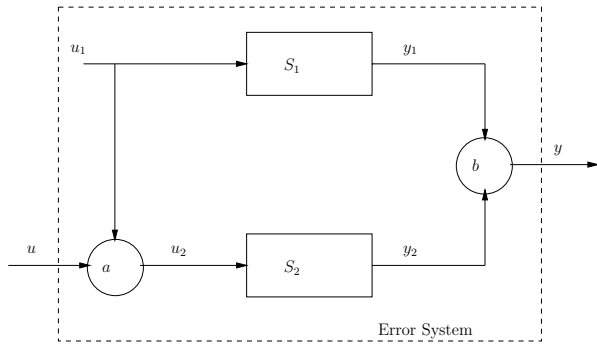 u₁
S₁
y₁
b
y
u
a
u₂
S₂
y₂
Error System